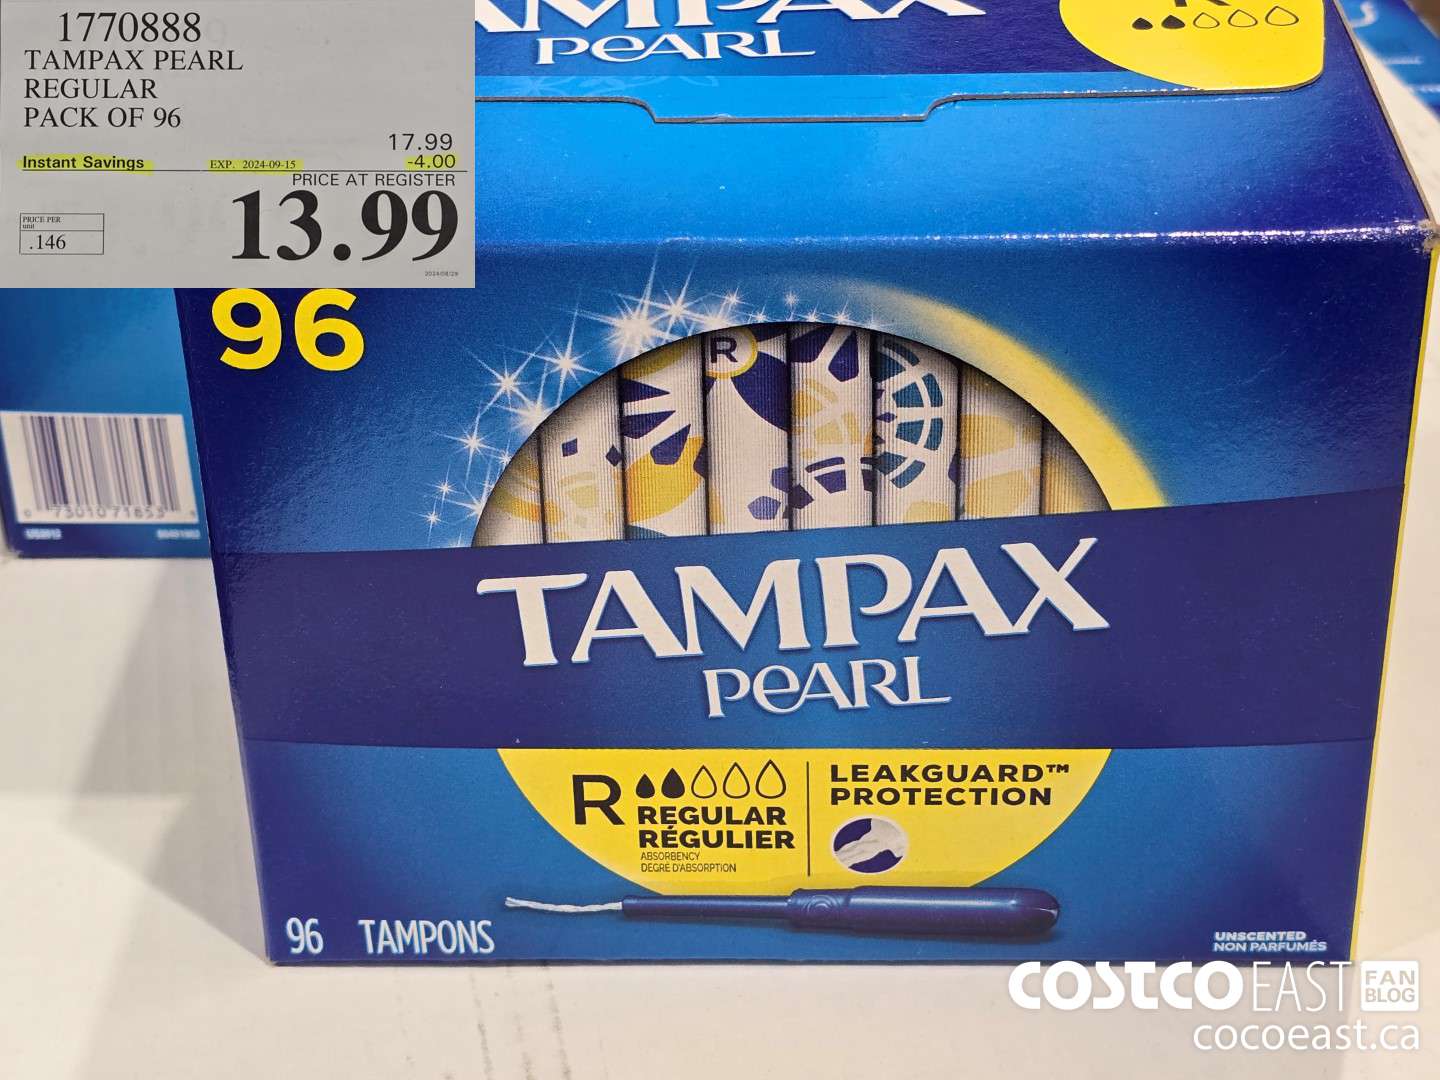 1770888
TAMPAX PEARL
REGULAR
PACK OF 96
17.99
Instant Savings EXP. 2024-09-15 -4.00
PRICE AT REGISTER
13.99
PRICE PER
unit
.146
2024/08/29
TAMPAX
PEARL
R
96
R
TAMPAX
PEARL
R
REGULAR
RÉGULIER
ABSORBENCY
DEGRÉ D'ABSORPTION
LEAKGUARD™
PROTECTION
96 TAMPONS
UNSCENTED
NON PARFUMÉS
COSTCO EAST FAN BLOG
cocoeast.ca